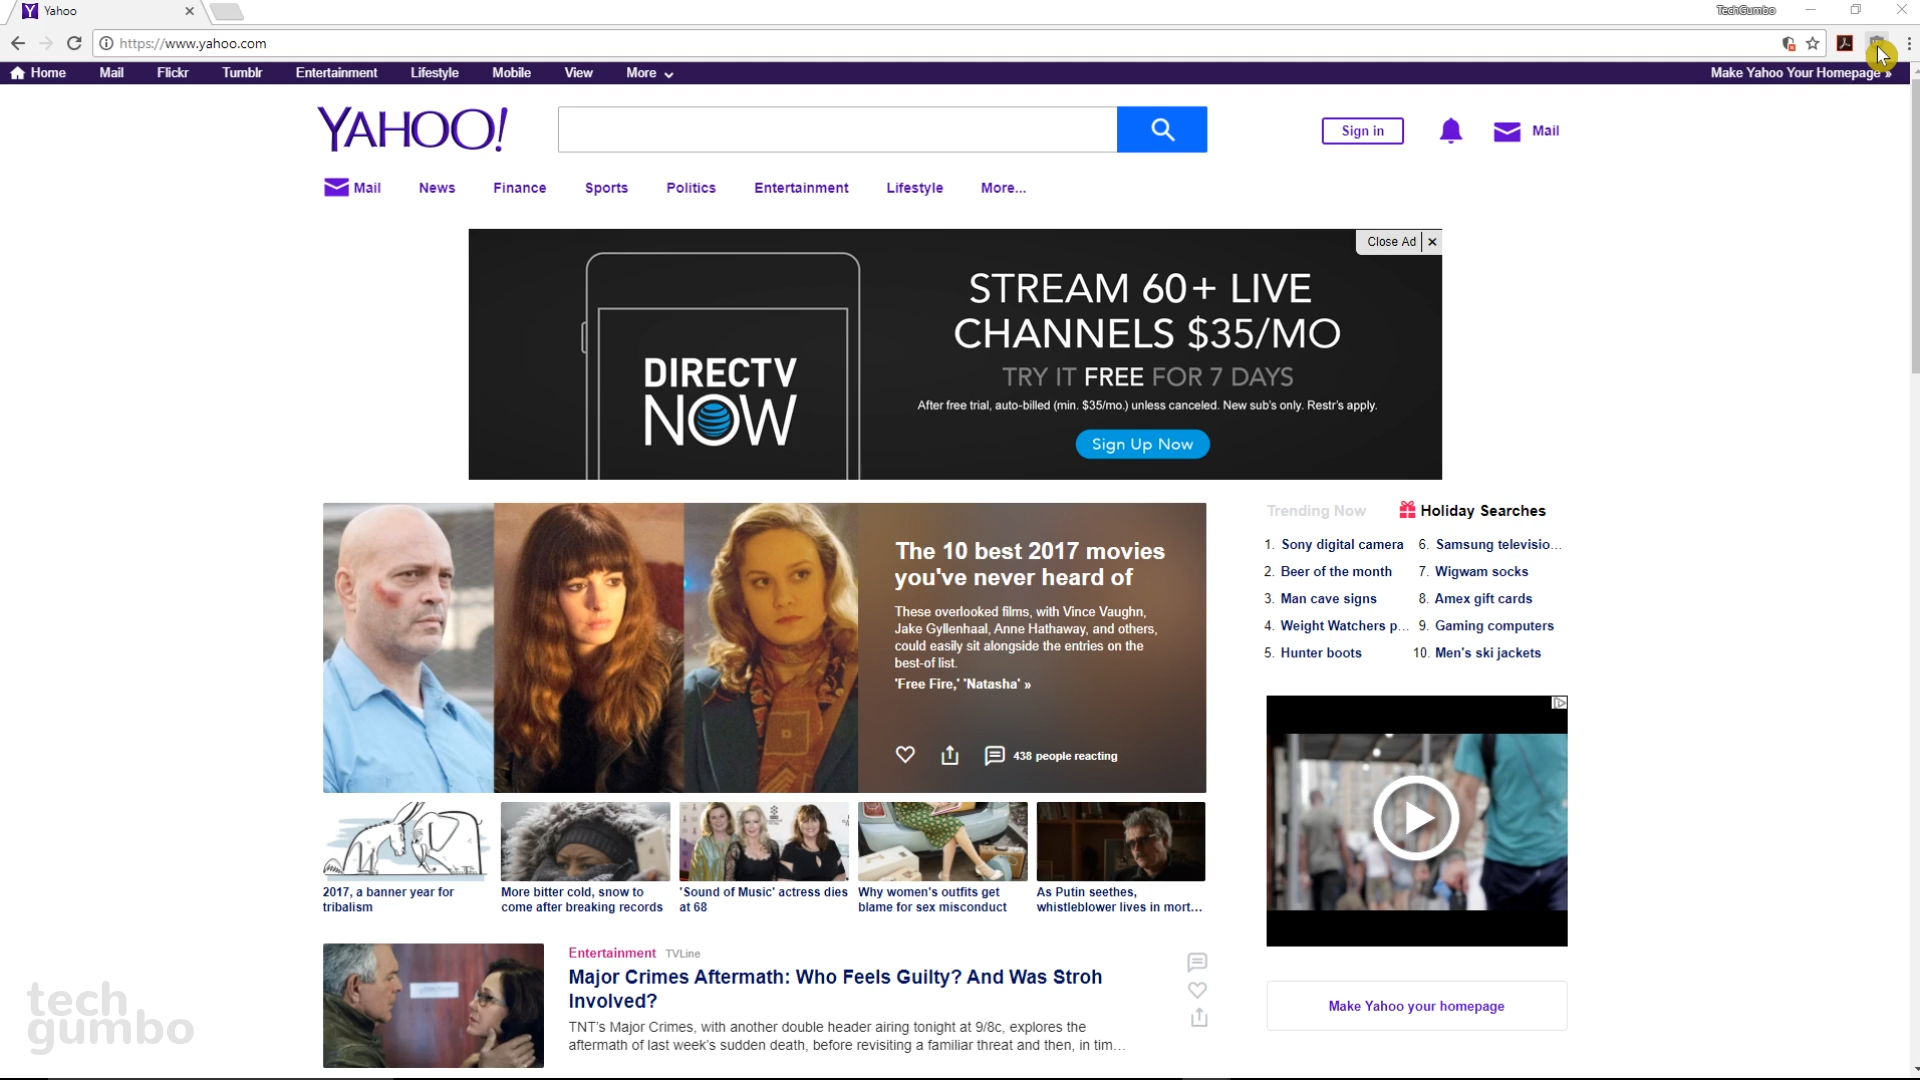 Yahoo
TechGumbo
https://www.yahoo.com
Home Mail Flickr Tumblr Entertainment Lifestyle Mobile View More Make Yahoo Your Homepage »
YAHOO!
Sign in
Mail
Mail News Finance Sports Politics Entertainment Lifestyle More...
Close Ad
DIRECTV
NOW
STREAM 60+ LIVE
CHANNELS $35/MO
TRY IT FREE FOR 7 DAYS
After free trial, auto-billed (min. $35/mo.) unless canceled. New sub's only. Restr's apply.
Sign Up Now
The 10 best 2017 movies
you've never heard of
These overlooked films, with Vince Vaughn,
Jake Gyllenhaal, Anne Hathaway, and others,
could easily sit alongside the entries on the
best-of list.
'Free Fire,' 'Natasha' »
438 people reacting
Trending Now Holiday Searches
1. Sony digital camera
2. Beer of the month
3. Man cave signs
4. Weight Watchers p...
5. Hunter boots
6. Samsung televisio...
7. Wigwam socks
8. Amex gift cards
9. Gaming computers
10. Men's ski jackets
2017, a banner year for
tribalism
More bitter cold, snow to
come after breaking records
'Sound of Music' actress dies
at 68
Why women's outfits get
blame for sex misconduct
As Putin seethes,
whistleblower lives in mort...
Entertainment TVLine
Major Crimes Aftermath: Who Feels Guilty? And Was Stroh
Involved?
TNT's Major Crimes, with another double header airing tonight at 9/8c, explores the
aftermath of last week's sudden death, before revisiting a familiar threat and then, in tim...
Make Yahoo your homepage
tech
gumbo